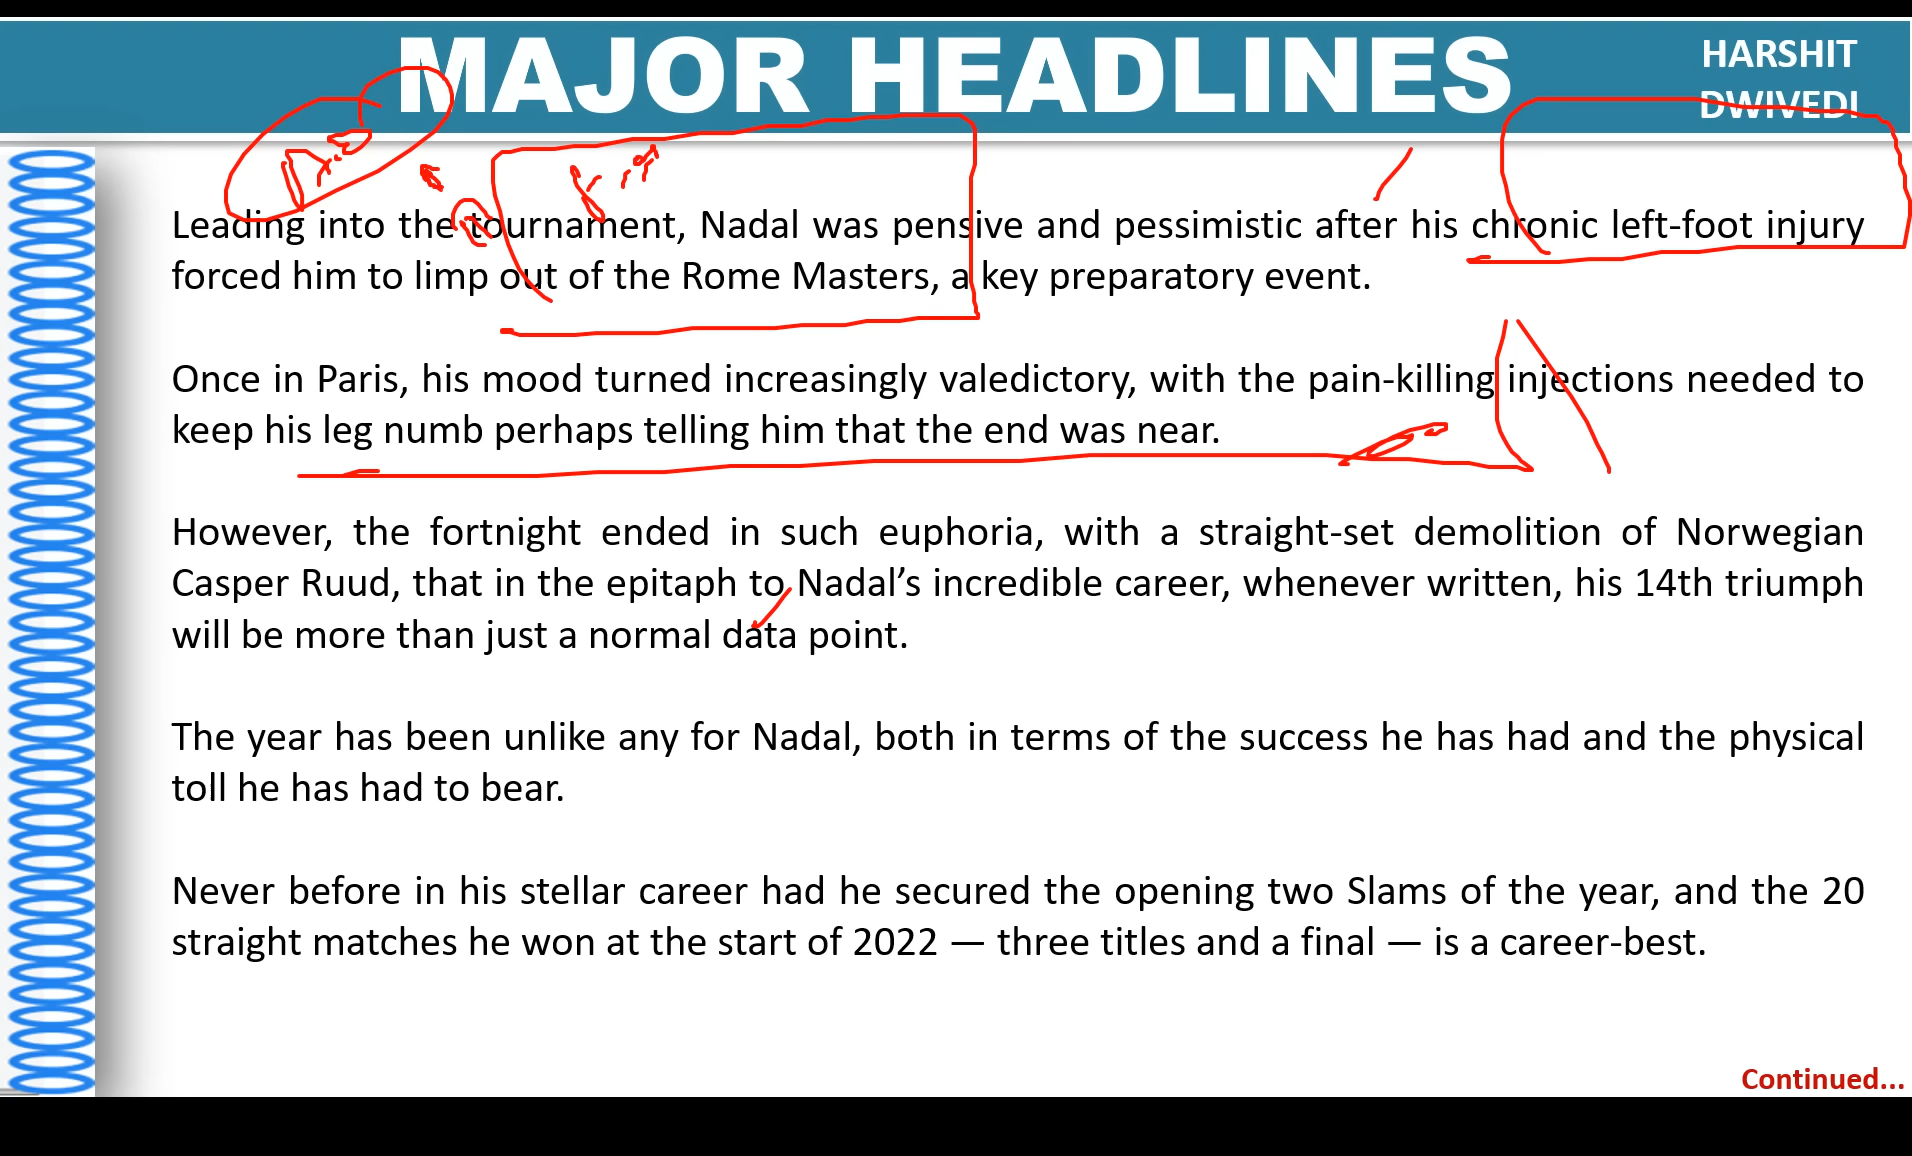 MAJOR HEADLINES
HARSHIT
DWIVEDI
Leading into the tournament, Nadal was pensive and pessimistic after his chronic left-foot injury
forced him to limp out of the Rome Masters, a key preparatory event.
Once in Paris, his mood turned increasingly valedictory, with the pain-killing injections needed to
keep his leg numb perhaps telling him that the end was near.
However, the fortnight ended in such euphoria, with a straight-set demolition of Norwegian
Casper Ruud, that in the epitaph to Nadal’s incredible career, whenever written, his 14th triumph
will be more than just a normal data point.
The year has been unlike any for Nadal, both in terms of the success he has had and the physical
toll he has had to bear.
Never before in his stellar career had he secured the opening two Slams of the year, and the 20
straight matches he won at the start of 2022 — three titles and a final — is a career-best.
Continued...